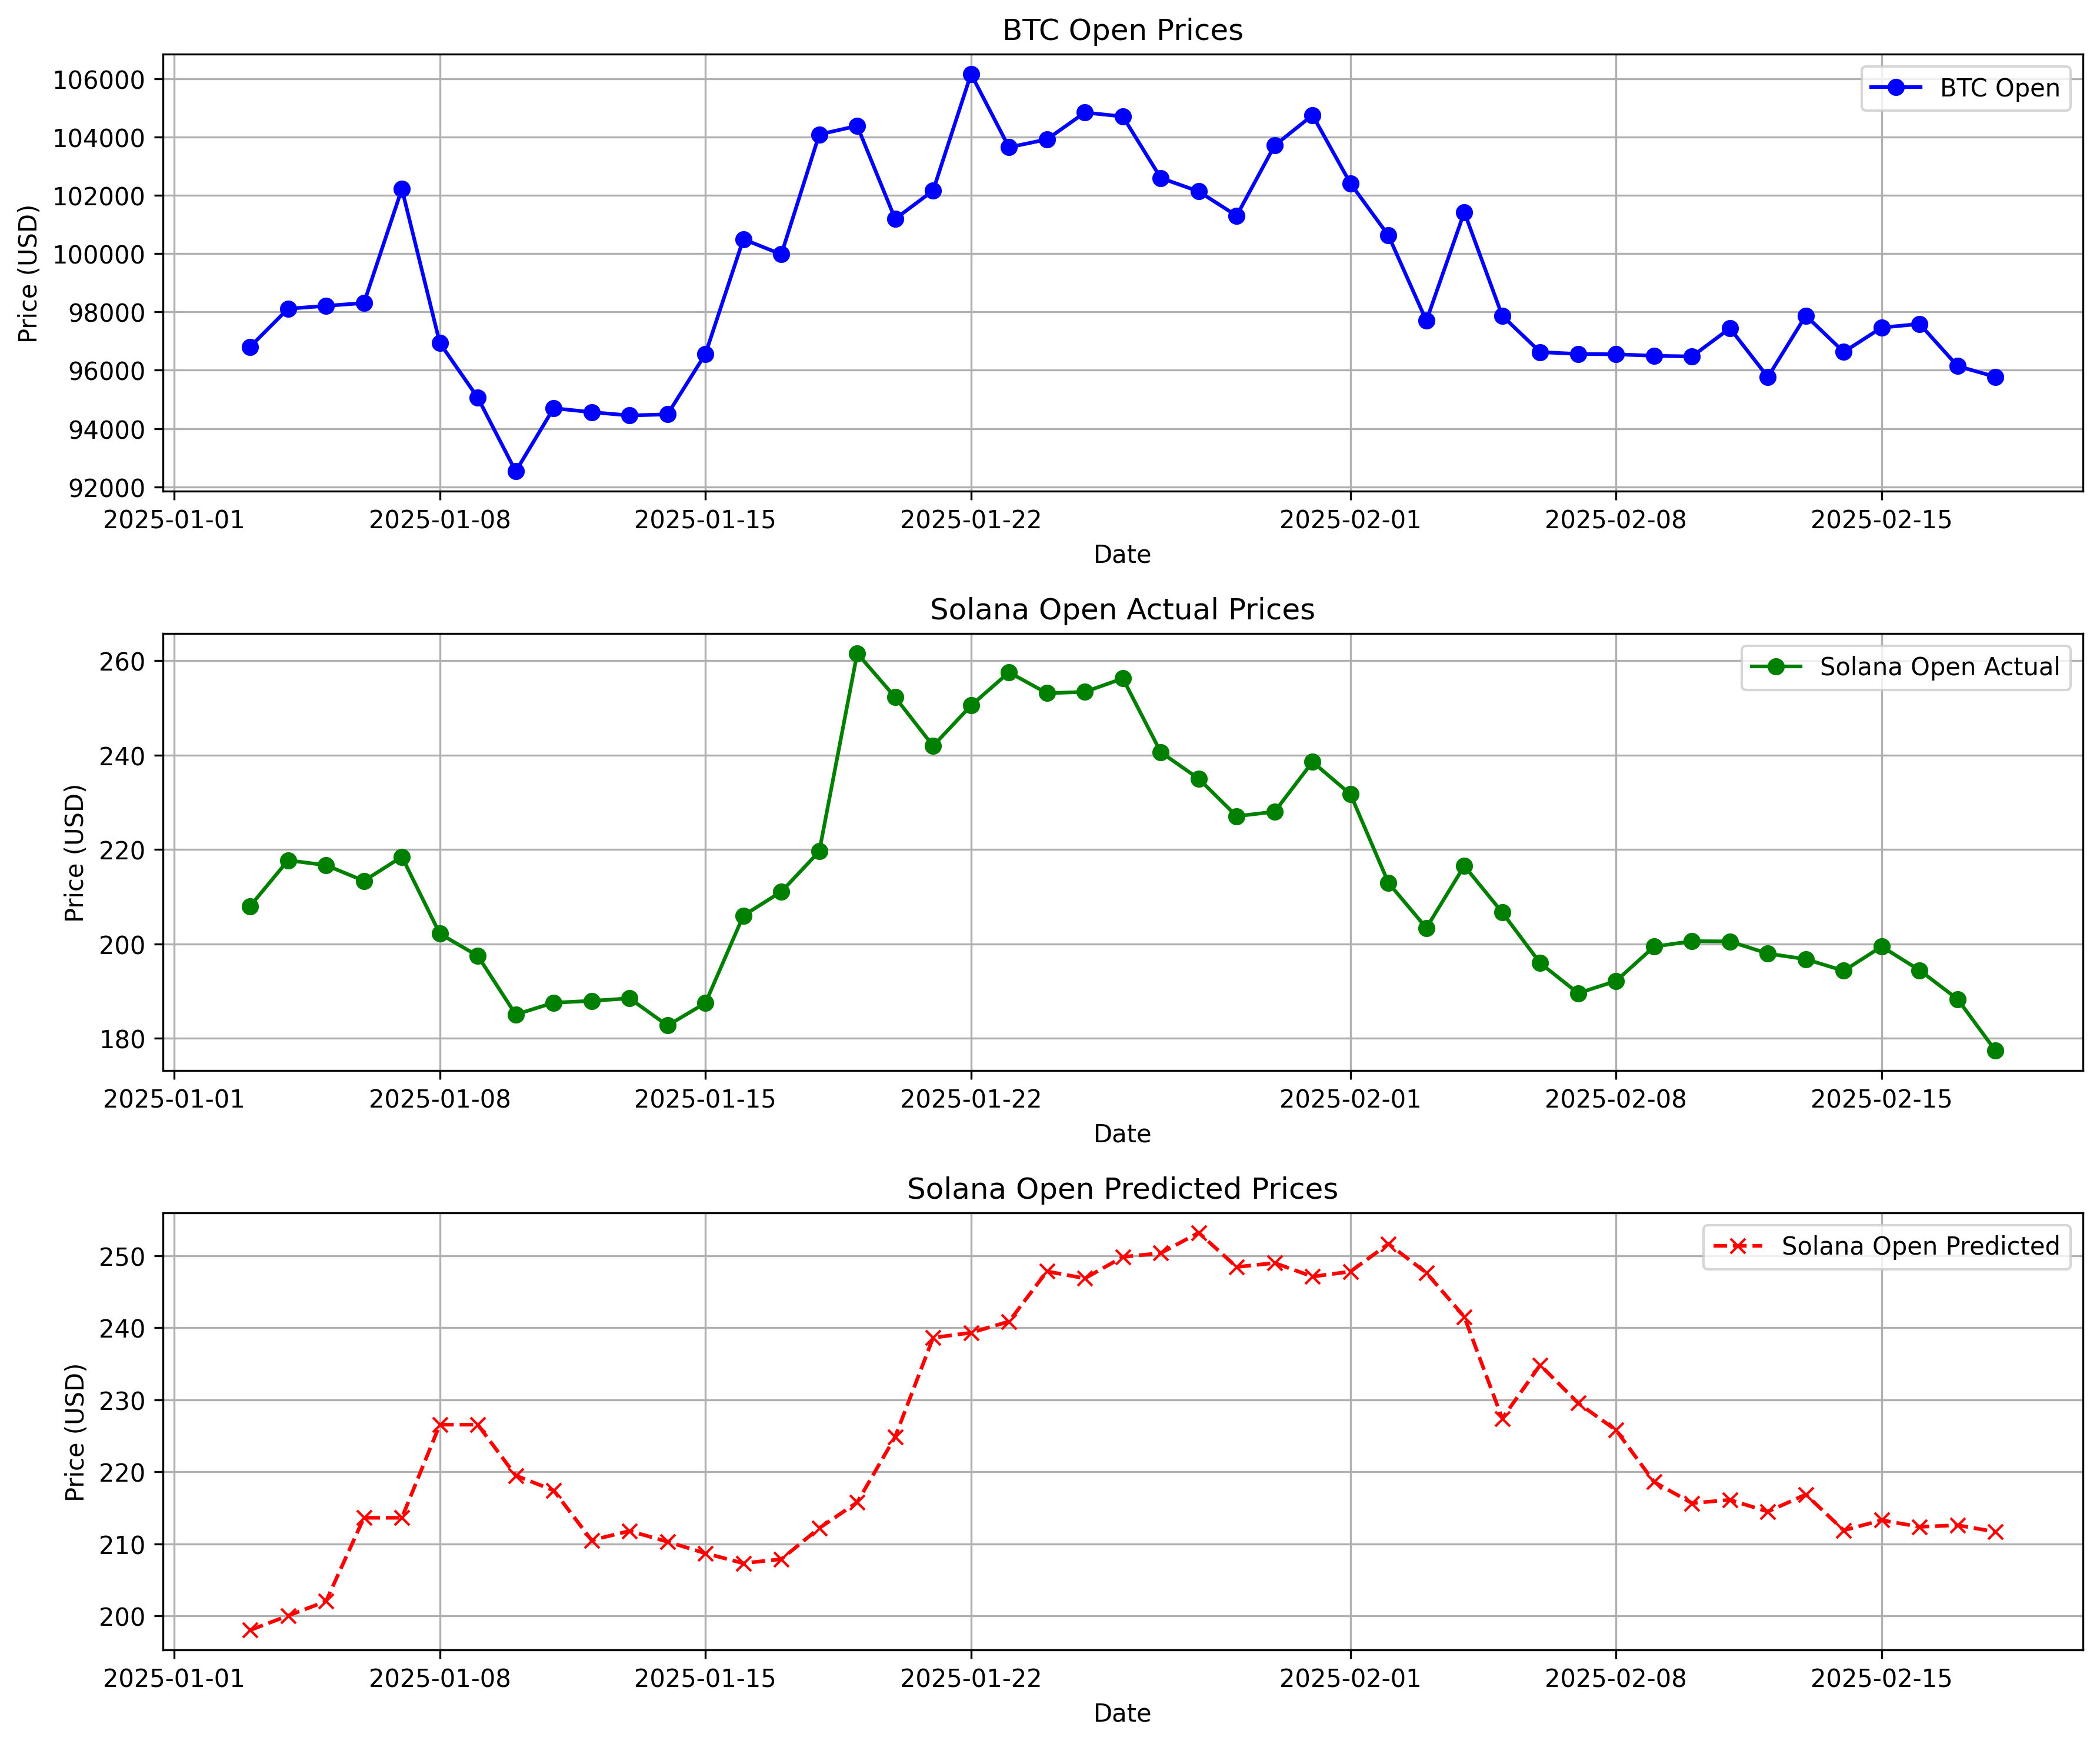 BTC Open Prices
BTC Open
Price (USD)
106000
104000
102000
100000
98000
96000
94000
92000
2025-01-01 2025-01-08 2025-01-15 2025-01-22 2025-02-01 2025-02-08 2025-02-15
Date
Solana Open Actual Prices
Solana Open Actual
Price (USD)
260
240
220
200
180
2025-01-01 2025-01-08 2025-01-15 2025-01-22 2025-02-01 2025-02-08 2025-02-15
Date
Solana Open Predicted Prices
Solana Open Predicted
Price (USD)
250
240
230
220
210
200
2025-01-01 2025-01-08 2025-01-15 2025-01-22 2025-02-01 2025-02-08 2025-02-15
Date